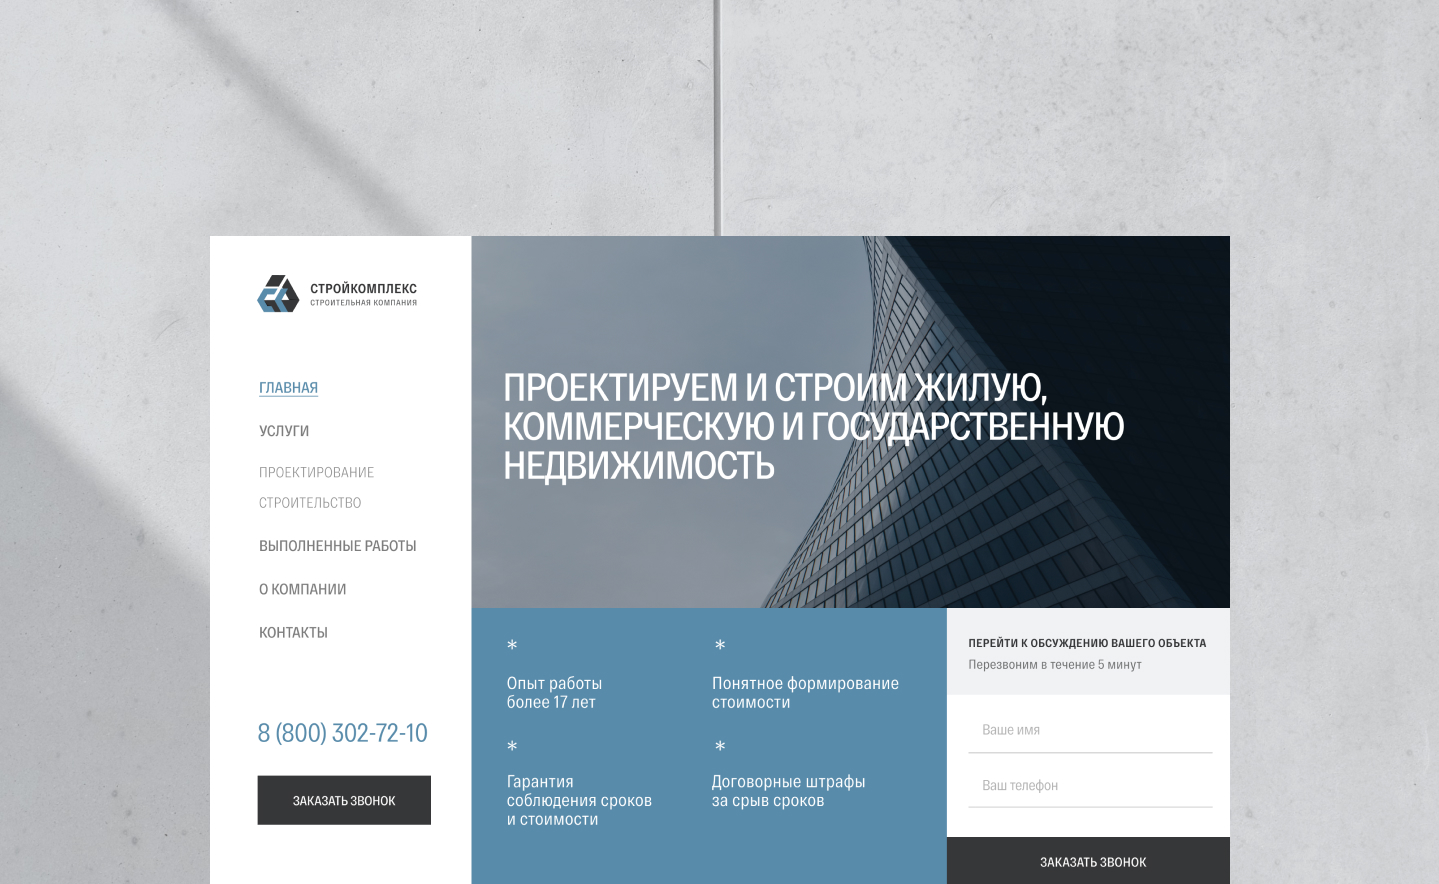 СТРОЙКОМПЛЕКС
СТРОИТЕЛЬНАЯ КОМПАНИЯ
ГЛАВНАЯ
УСЛУГИ
ПРОЕКТИРОВАНИЕ
СТРОИТЕЛЬСТВО
ВЫПОЛНЕННЫЕ РАБОТЫ
О КОМПАНИИ
КОНТАКТЫ
8 (800) 302-72-10
ЗАКАЗАТЬ ЗВОНОК
ПРОЕКТИРУЕМ И СТРОИМ ЖИЛУЮ,
КОММЕРЧЕСКУЮ И ГОСУДАРСТВЕННУЮ
НЕДВИЖИМОСТЬ
*
Опыт работы
более 17 лет
*
Понятное формирование
стоимости
*
Гарантия
соблюдения сроков
и стоимости
*
Договорные штрафы
за срыв сроков
ПЕРЕЙТИ К ОБСУЖДЕНИЮ ВАШЕГО ОБЪЕКТА
Перезвоним в течение 5 минут
Ваше имя
Ваш телефон
ЗАКАЗАТЬ ЗВОНОК